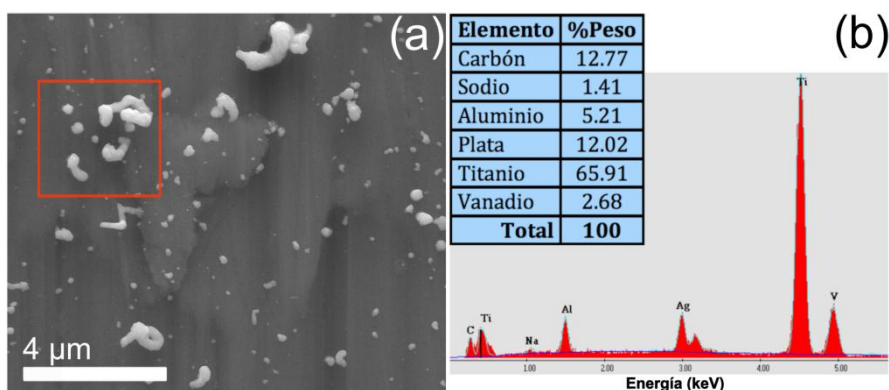 (a)
4 µm
(b)
Elemento %Peso
Carbón 12.77
Sodio 1.41
Aluminio 5.21
Plata 12.02
Titanio 65.91
Vanadio 2.68
Total 100
Ti
C Ti Na Al Ag V
1.00 2.00 3.00 4.00 5.00
Energía (keV)